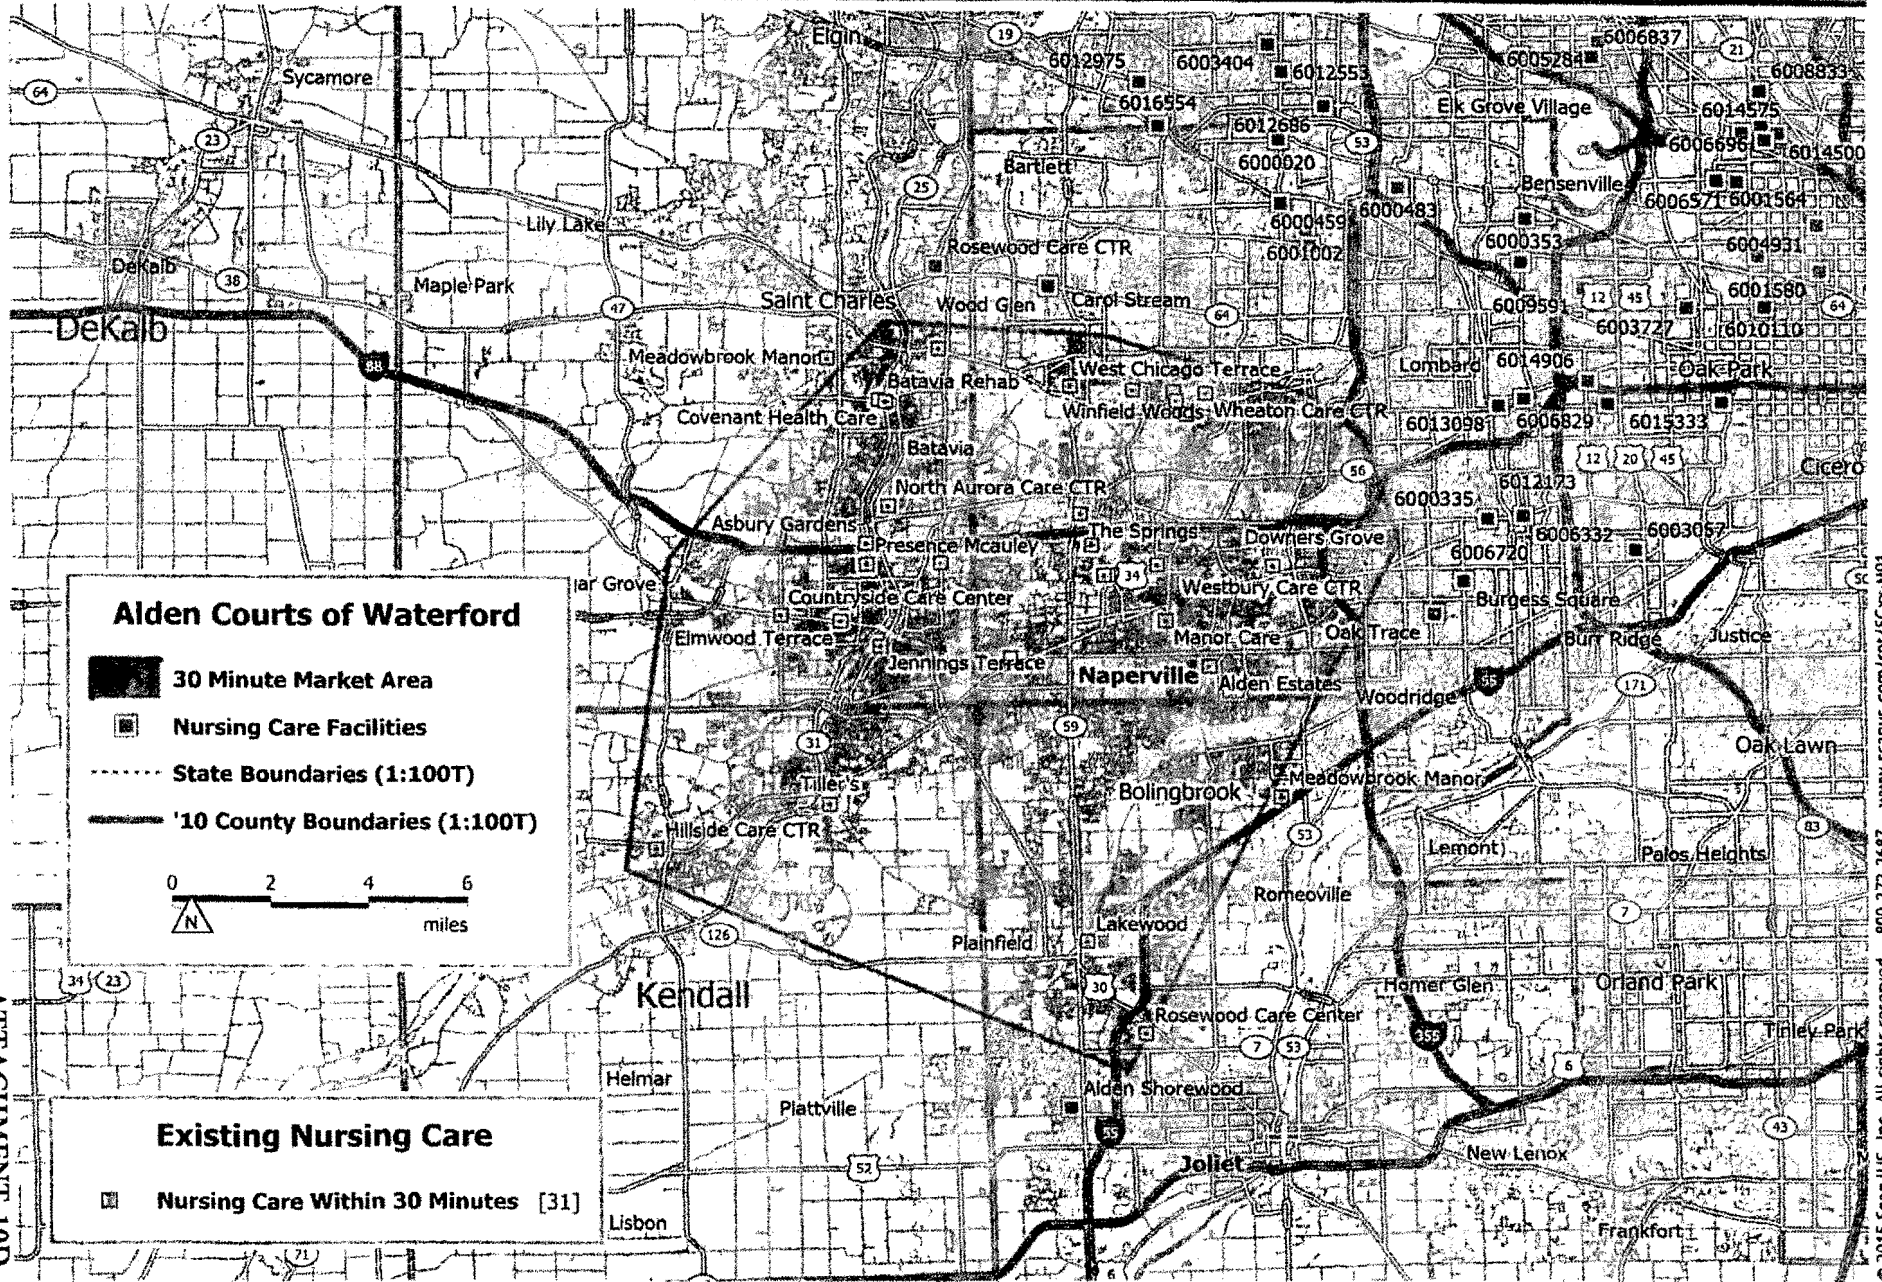 Elgin
19
6006837
21
6012975
6003404
6005284
Sycamore
6012553
6008833
64
6016554
Elk Grove Village
6014575
23
6012686
53
6006696
6014500
Bartlett
6000020
25
Bensenville
6006571
6001564
Lily Lake
6000459
6000483
Rosewood Care CTR
6000353
6004931
6001002
DeKalb
38
Maple Park
6001580
Saint Charles
Wood Glen
Carol Stream
47
64
6009591
12
45
64
DeKalb
6003727
6010110
Meadowbrook Manor
88
West Chicago Terrace
Lombard
6014906
Oak Park
Batavia Rehab
Covenant Health Care
Winfield Woods
Wheaton Care CTR
6013098
6006829
6015333
Batavia
12
20
45
56
Cicero
North Aurora Care CTR
6012173
6000335
Asbury Gardens
The Springs
Downers Grove
6006332
6003057
Presence Mcauley
6006720
ar Grove
34
Westbury Care CTR
Countryside Care Center
Burgess Square
Elmwood Terrace
Manor Care
Oak Trace
Burr Ridge
Justice
Jennings Terrace
Naperville
Alden Estates
Woodridge
55
171
59
31
Oak Lawn
Tiller's
Bolingbrook
Meadowbrook Manor
Hillside Care CTR
53
83
Lemont
Palos Heights
Romeoville
7
Lakewood
126
Plainfield
34
23
Kendall
30
Homer Glen
Orland Park
Rosewood Care Center
355
Tinley Park
7
53
6
Helmar
Alden Shorewood
Plattville
55
43
52
Joliet
New Lenox
Lisbon
Frankfort
71
6
Alden Courts of Waterford
30 Minute Market Area
Nursing Care Facilities
State Boundaries (1:100T)
'10 County Boundaries (1:100T)
0 2 4 6
N
miles
Existing Nursing Care
Nursing Care Within 30 Minutes [31]